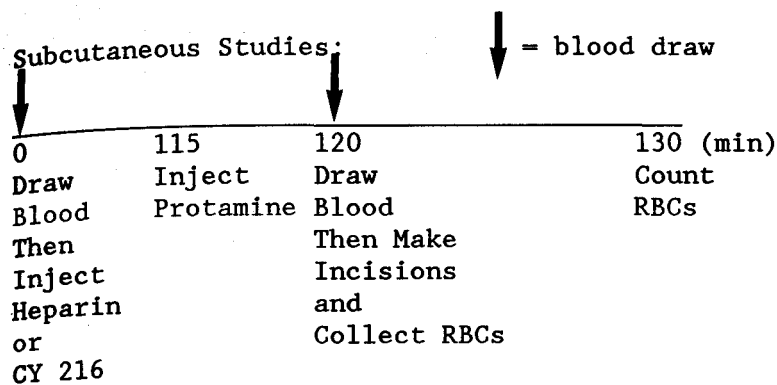 Subcutaneous Studies:
= blood draw
0
Draw
Blood
Then
Inject
Heparin
or
CY 216
115
Inject
Protamine
120
Draw
Blood
Then Make
Incisions
and
Collect RBCs
130 (min)
Count
RBCs